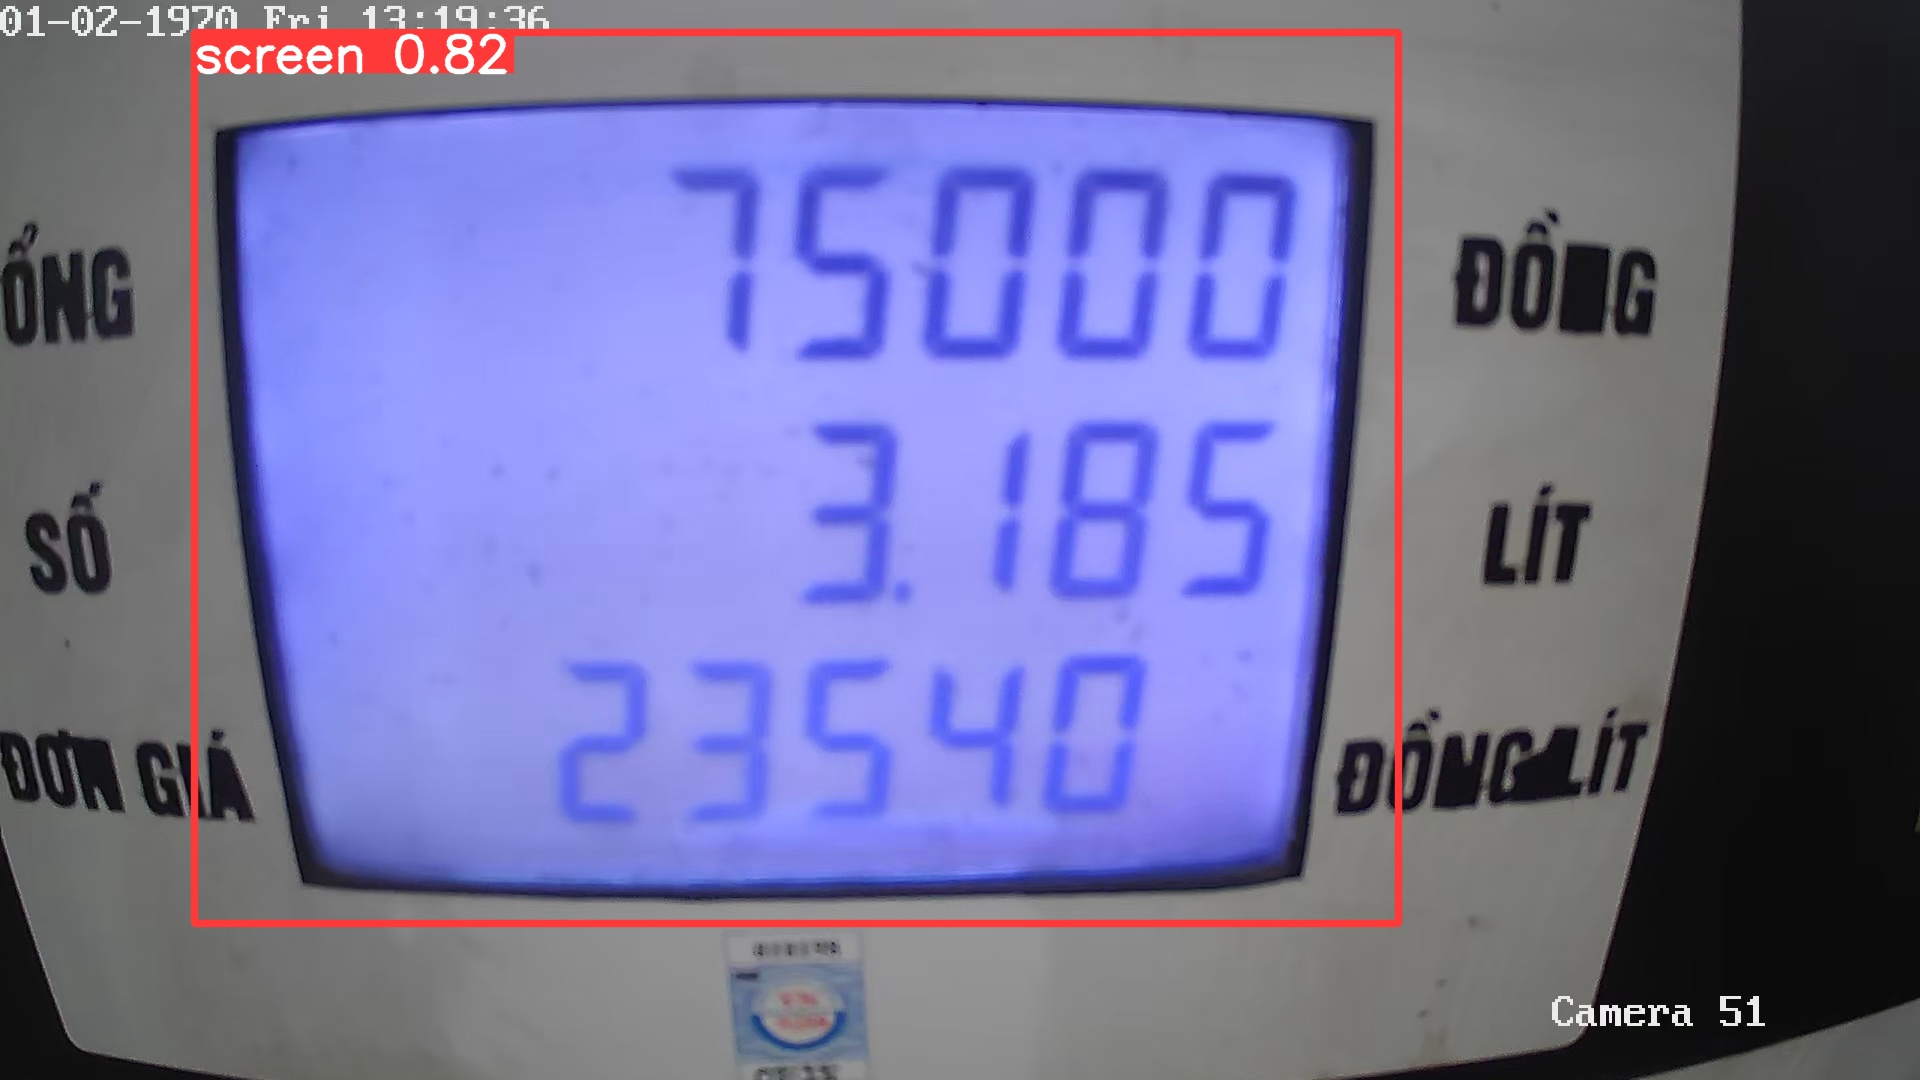 01-02-1970 Fri 13:19:36
screen 0.82
75000
ĐỒNG
SỐ
3.185
LÍT
ĐƠN GIÁ
23540
ĐỒNG/LÍT
Camera 51